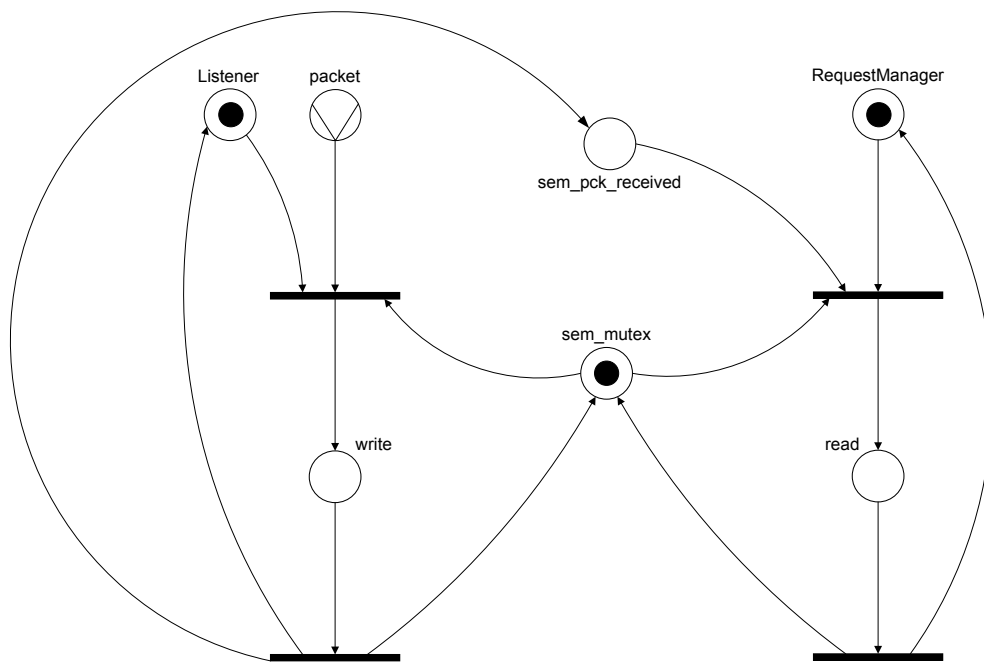 Listener
packet
RequestManager
sem_pck_received
sem_mutex
write
read